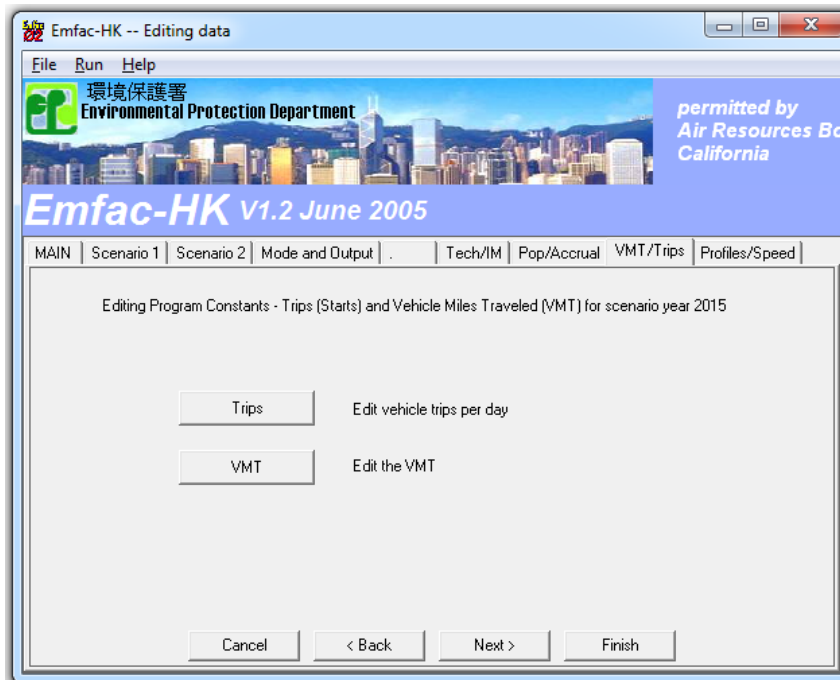 Emfac-HK -- Editing data
File Run Help
環境保護署
Environmental Protection Department
permitted by
Air Resources Bo
California
Emfac-HK V1.2 June 2005
MAIN Scenario 1 Scenario 2 Mode and Output . Tech/IM Pop/Accrual VMT/Trips Profiles/Speed
Editing Program Constants - Trips (Starts) and Vehicle Miles Traveled (VMT) for scenario year 2015
Trips Edit vehicle trips per day
VMT Edit the VMT
Cancel < Back Next > Finish